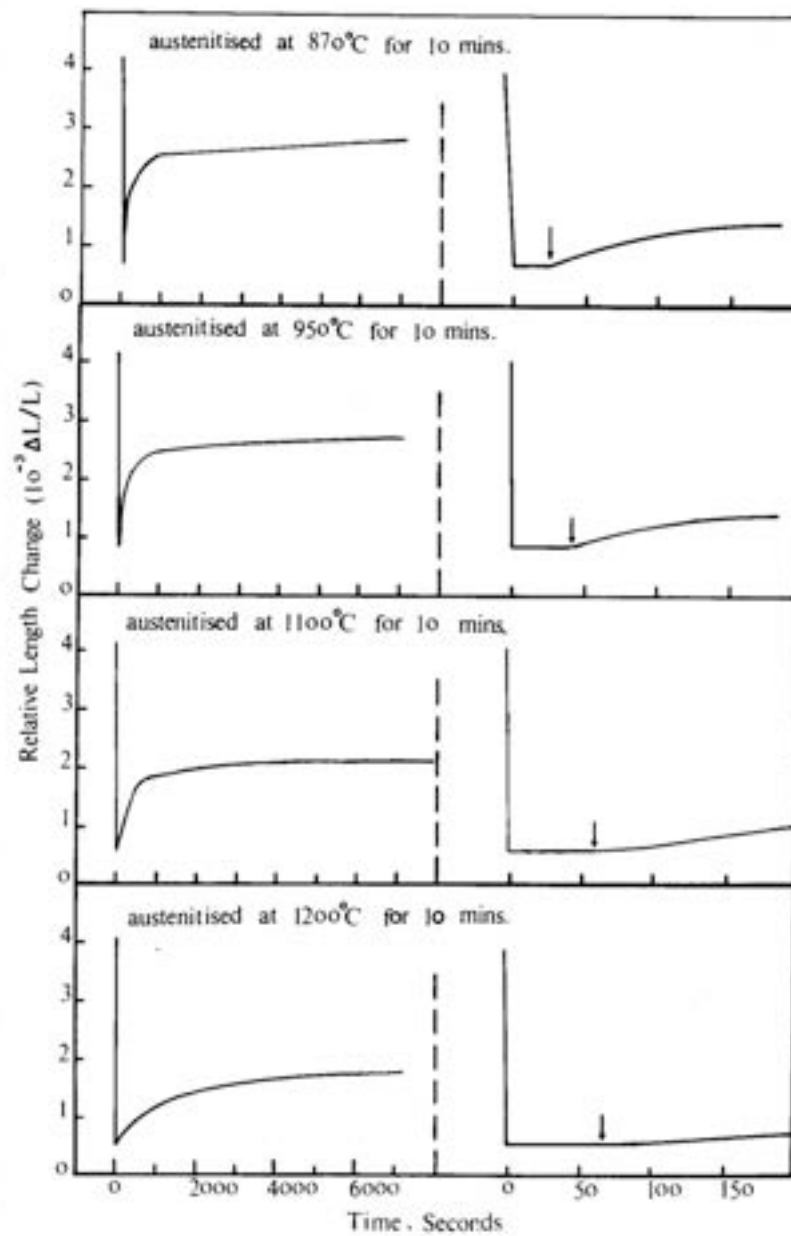 austenitised at 870°C for 10 mins.
4
3
2
1
0
austenitised at 950°C for 10 mins.
4
3
2
1
0
Relative Length Change (10⁻³ ΔL/L)
austenitised at 1100°C for 10 mins.
4
3
2
1
0
austenitised at 1200°C for 10 mins.
4
3
2
1
0
0 2000 4000 6000 0 50 100 150
Time. Seconds